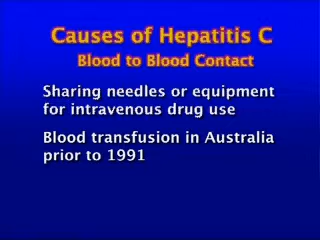 Causes of Hepatitis C
Blood to Blood Contact
Sharing needles or equipment
for intravenous drug use
Blood transfusion in Australia
prior to 1991